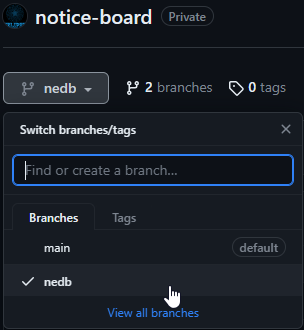 notice-board Private
nedb 2 branches 0 tags
Switch branches/tags
Find or create a branch...
Branches Tags
main default
nedb
View all branches